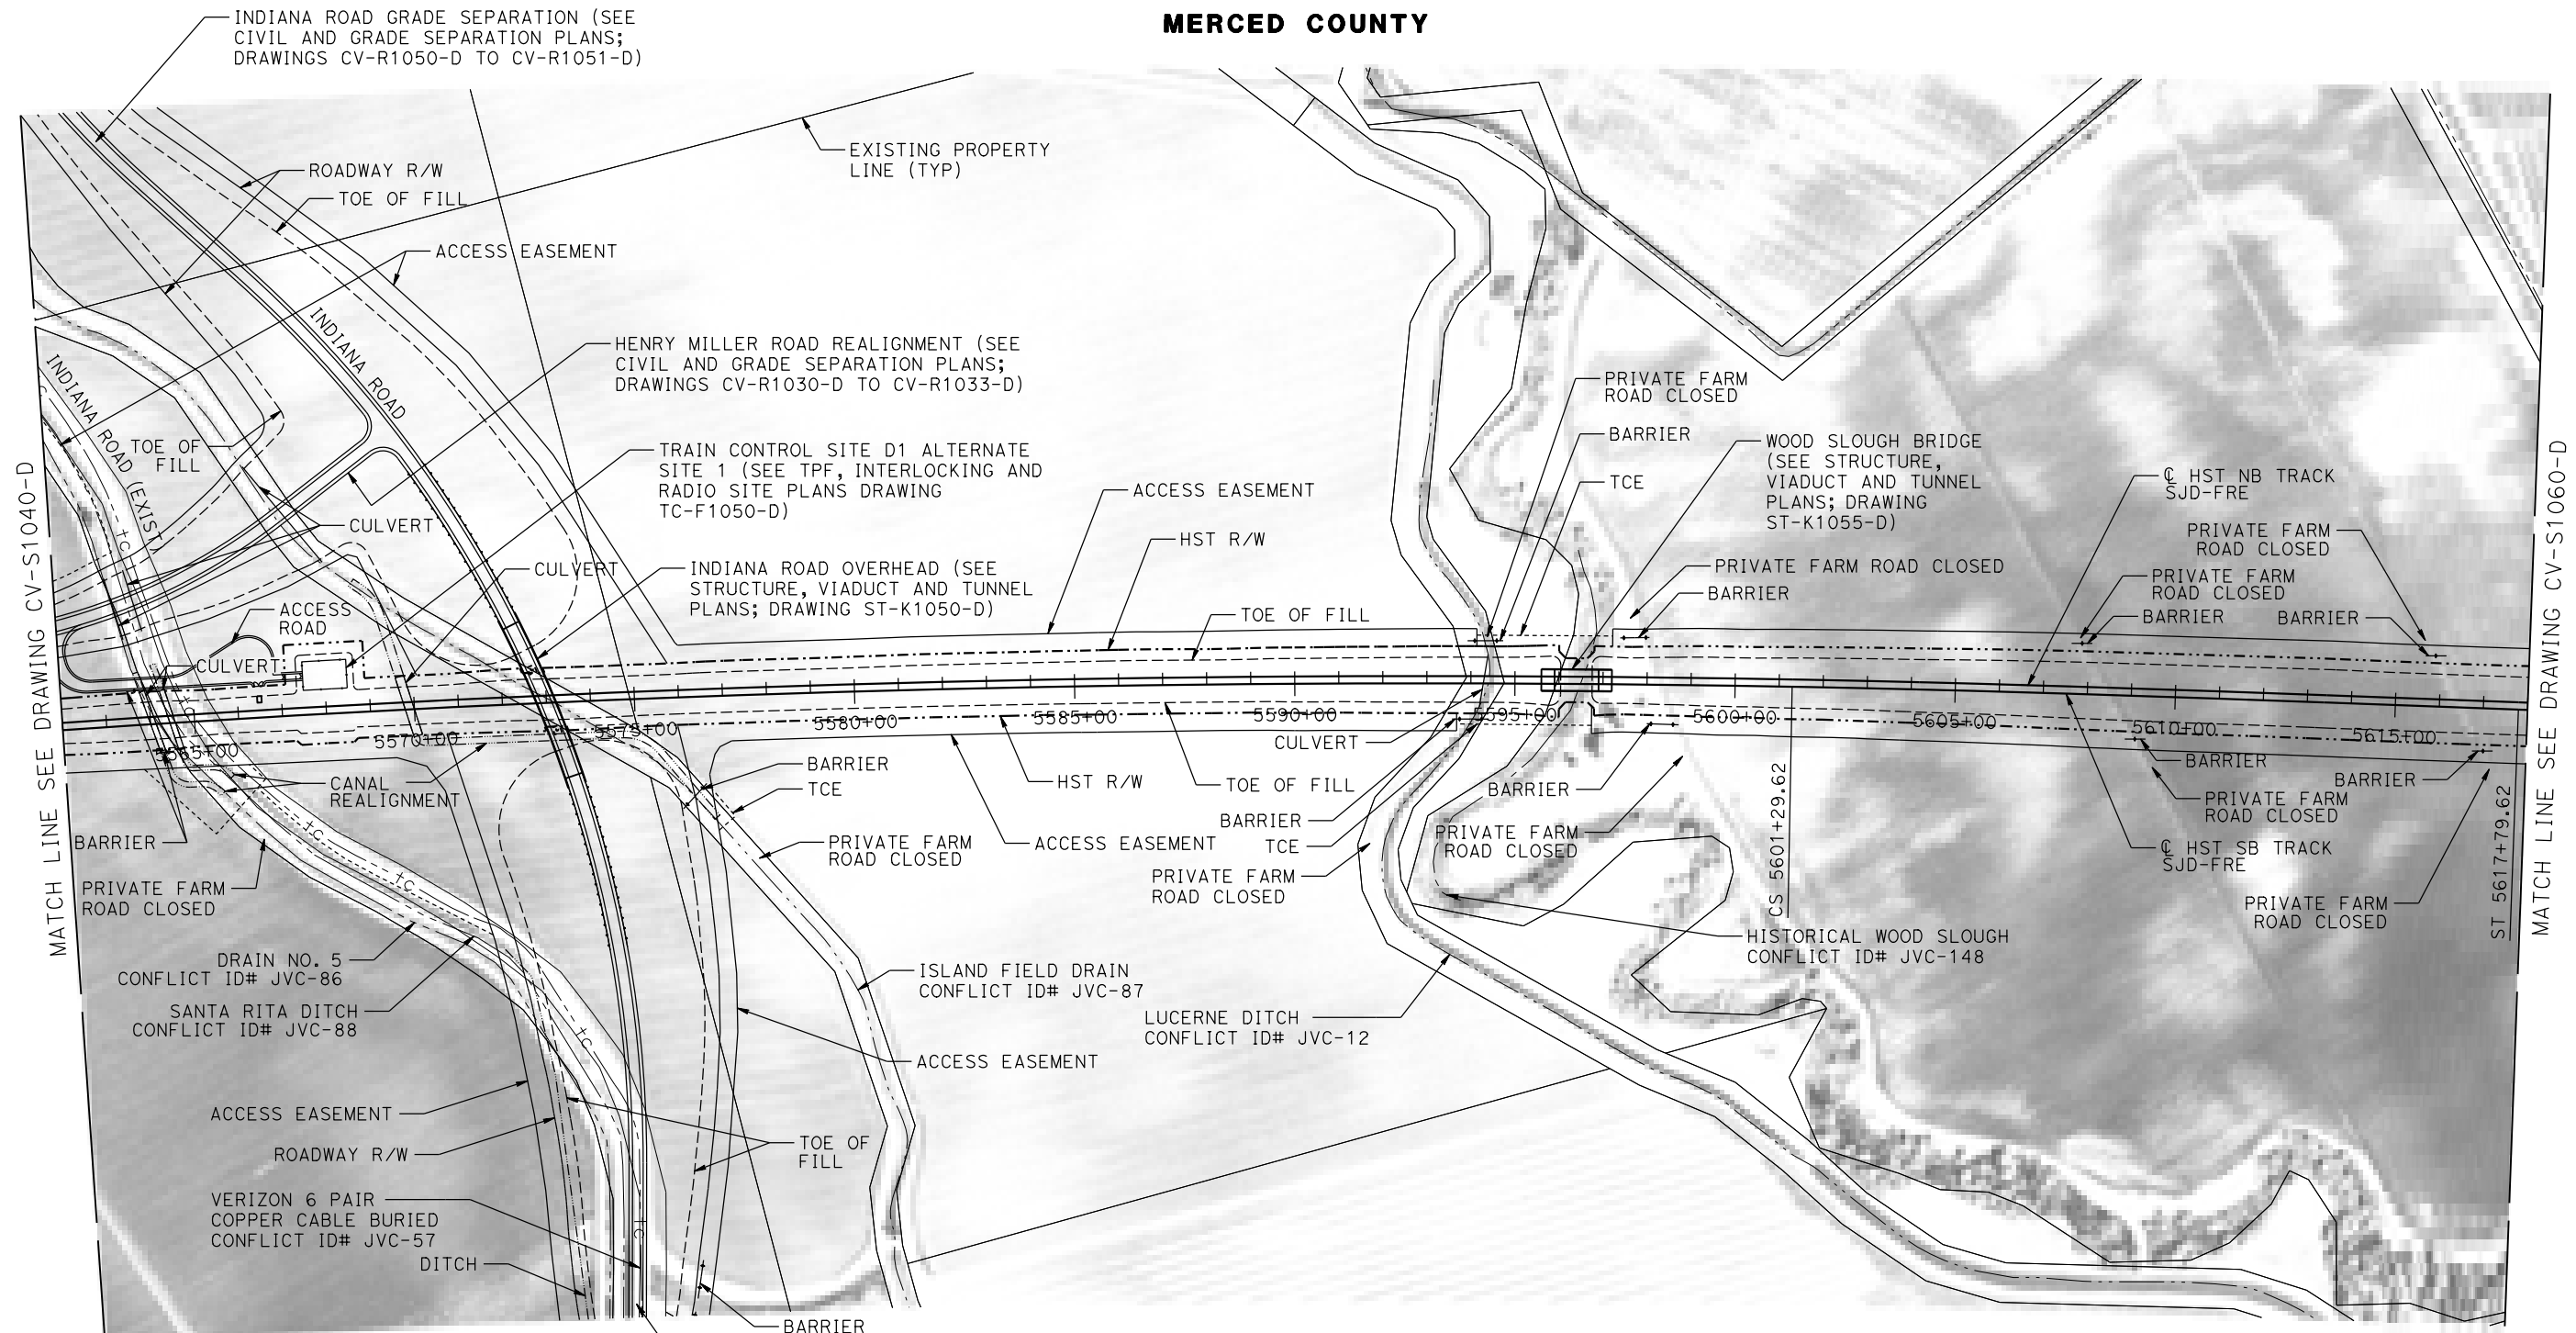 MERCED COUNTY
INDIANA ROAD GRADE SEPARATION (SEE
CIVIL AND GRADE SEPARATION PLANS;
DRAWINGS CV-R1050-D TO CV-R1051-D)
EXISTING PROPERTY
LINE (TYP)
ROADWAY R/W
TOE OF FILL
ACCESS EASEMENT
INDIANA ROAD
HENRY MILLER ROAD REALIGNMENT (SEE
CIVIL AND GRADE SEPARATION PLANS;
DRAWINGS CV-R1030-D TO CV-R1033-D)
INDIANA ROAD (EXIST
TOE OF
FILL
TRAIN CONTROL SITE D1 ALTERNATE
SITE 1 (SEE TPF, INTERLOCKING AND
RADIO SITE PLANS DRAWING
TC-F1050-D)
CULVERT
CULVERT
INDIANA ROAD OVERHEAD (SEE
STRUCTURE, VIADUCT AND TUNNEL
PLANS; DRAWING ST-K1050-D)
ACCESS
ROAD
CULVERT
ACCESS EASEMENT
HST R/W
TOE OF FILL
PRIVATE FARM
ROAD CLOSED
BARRIER
TCE
WOOD SLOUGH BRIDGE
(SEE STRUCTURE,
VIADUCT AND TUNNEL
PLANS; DRAWING
ST-K1055-D)
PRIVATE FARM ROAD CLOSED
BARRIER
℄ HST NB TRACK
SJD-FRE
PRIVATE FARM
ROAD CLOSED
PRIVATE FARM
ROAD CLOSED
BARRIER
BARRIER
MATCH LINE SEE DRAWING CV-S1040-D
MATCH LINE SEE DRAWING CV-S1060-D
5565+00
5570+00
5575+00
5580+00
5585+00
5590+00
5595+00
5600+00
5605+00
5610+00
5615+00
CANAL
REALIGNMENT
BARRIER
PRIVATE FARM
ROAD CLOSED
DRAIN NO. 5
CONFLICT ID# JVC-86
SANTA RITA DITCH
CONFLICT ID# JVC-88
ACCESS EASEMENT
ROADWAY R/W
VERIZON 6 PAIR
COPPER CABLE BURIED
CONFLICT ID# JVC-57
DITCH
tc
tc
tc
tc
tc
tc
BARRIER
TCE
PRIVATE FARM
ROAD CLOSED
ISLAND FIELD DRAIN
CONFLICT ID# JVC-87
ACCESS EASEMENT
TOE OF
FILL
BARRIER
HST R/W
ACCESS EASEMENT
TOE OF FILL
CULVERT
BARRIER
TCE
PRIVATE FARM
ROAD CLOSED
LUCERNE DITCH
CONFLICT ID# JVC-12
BARRIER
PRIVATE FARM
ROAD CLOSED
HISTORICAL WOOD SLOUGH
CONFLICT ID# JVC-148
CS 5601+29.62
BARRIER
PRIVATE FARM
ROAD CLOSED
℄ HST SB TRACK
SJD-FRE
BARRIER
PRIVATE FARM
ROAD CLOSED
ST 5617+79.62